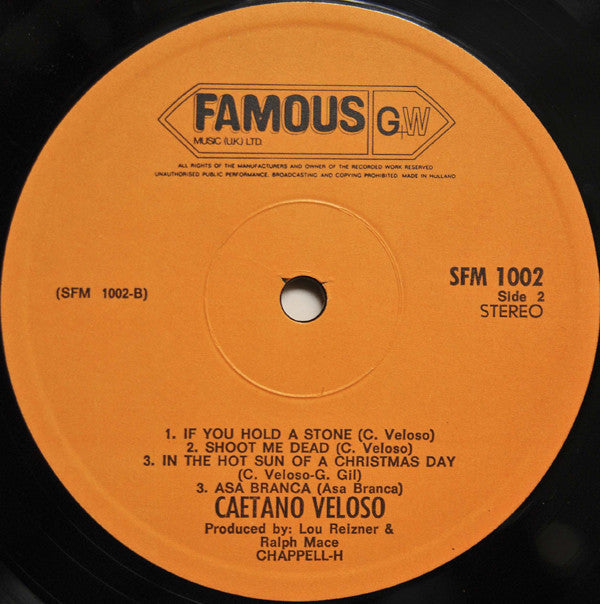 FAMOUS G+W
MUSIC (U.K.) LTD.
ALL RIGHTS OF THE MANUFACTURERS AND OWNER OF THE RECORDED WORK RESERVED
UNAUTHORISED PUBLIC PERFORMANCE, BROADCASTING AND COPYING PROHIBITED. MADE IN HOLLAND
(SFM 1002-B)
SFM 1002
Side 2
STEREO
1. IF YOU HOLD A STONE (C. Veloso)
2. SHOOT ME DEAD (C. Veloso)
3. IN THE HOT SUN OF A CHRISTMAS DAY
(C. Veloso-G. Gil)
3. ASA BRANCA (Asa Branca)
CAETANO VELOSO
Produced by: Lou Reizner &
Ralph Mace
CHAPPELL-H